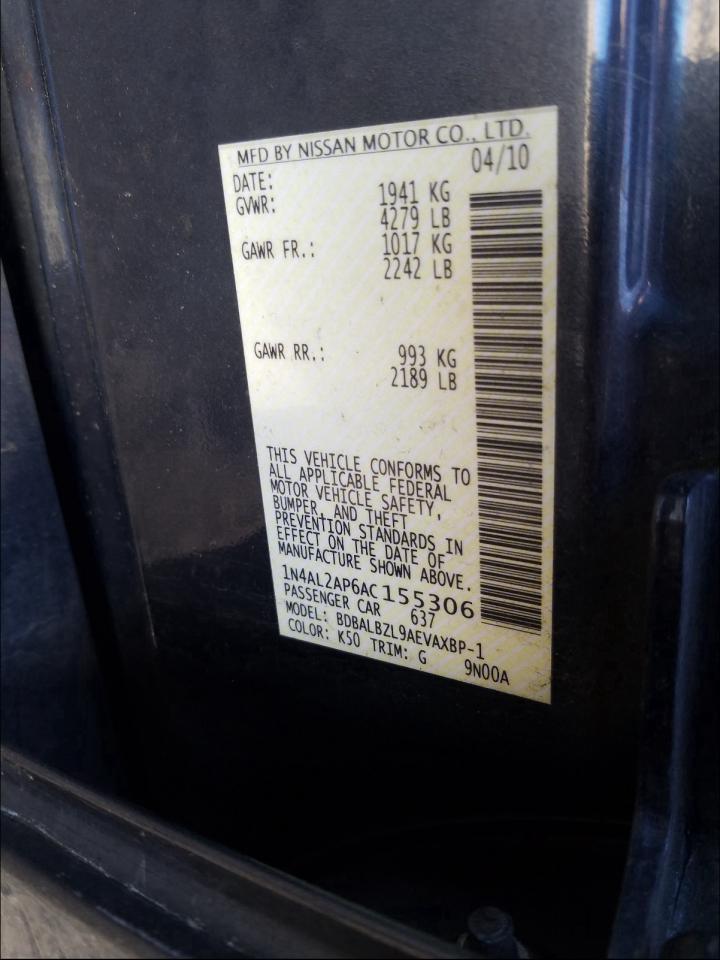 MFD BY NISSAN MOTOR CO., LTD.
DATE: 04/10
GVWR: 1941 KG
4279 LB
GAWR FR.: 1017 KG
2242 LB
GAWR RR.: 993 KG
2189 LB
THIS VEHICLE CONFORMS TO
ALL APPLICABLE FEDERAL
MOTOR VEHICLE SAFETY,
BUMPER, AND THEFT
PREVENTION STANDARDS IN
EFFECT ON THE DATE OF
MANUFACTURE SHOWN ABOVE.
1N4AL2AP6AC155306
PASSENGER CAR 637
MODEL: BDBALBZL9AEVAXBP-1
COLOR: K50 TRIM: G 9N00A